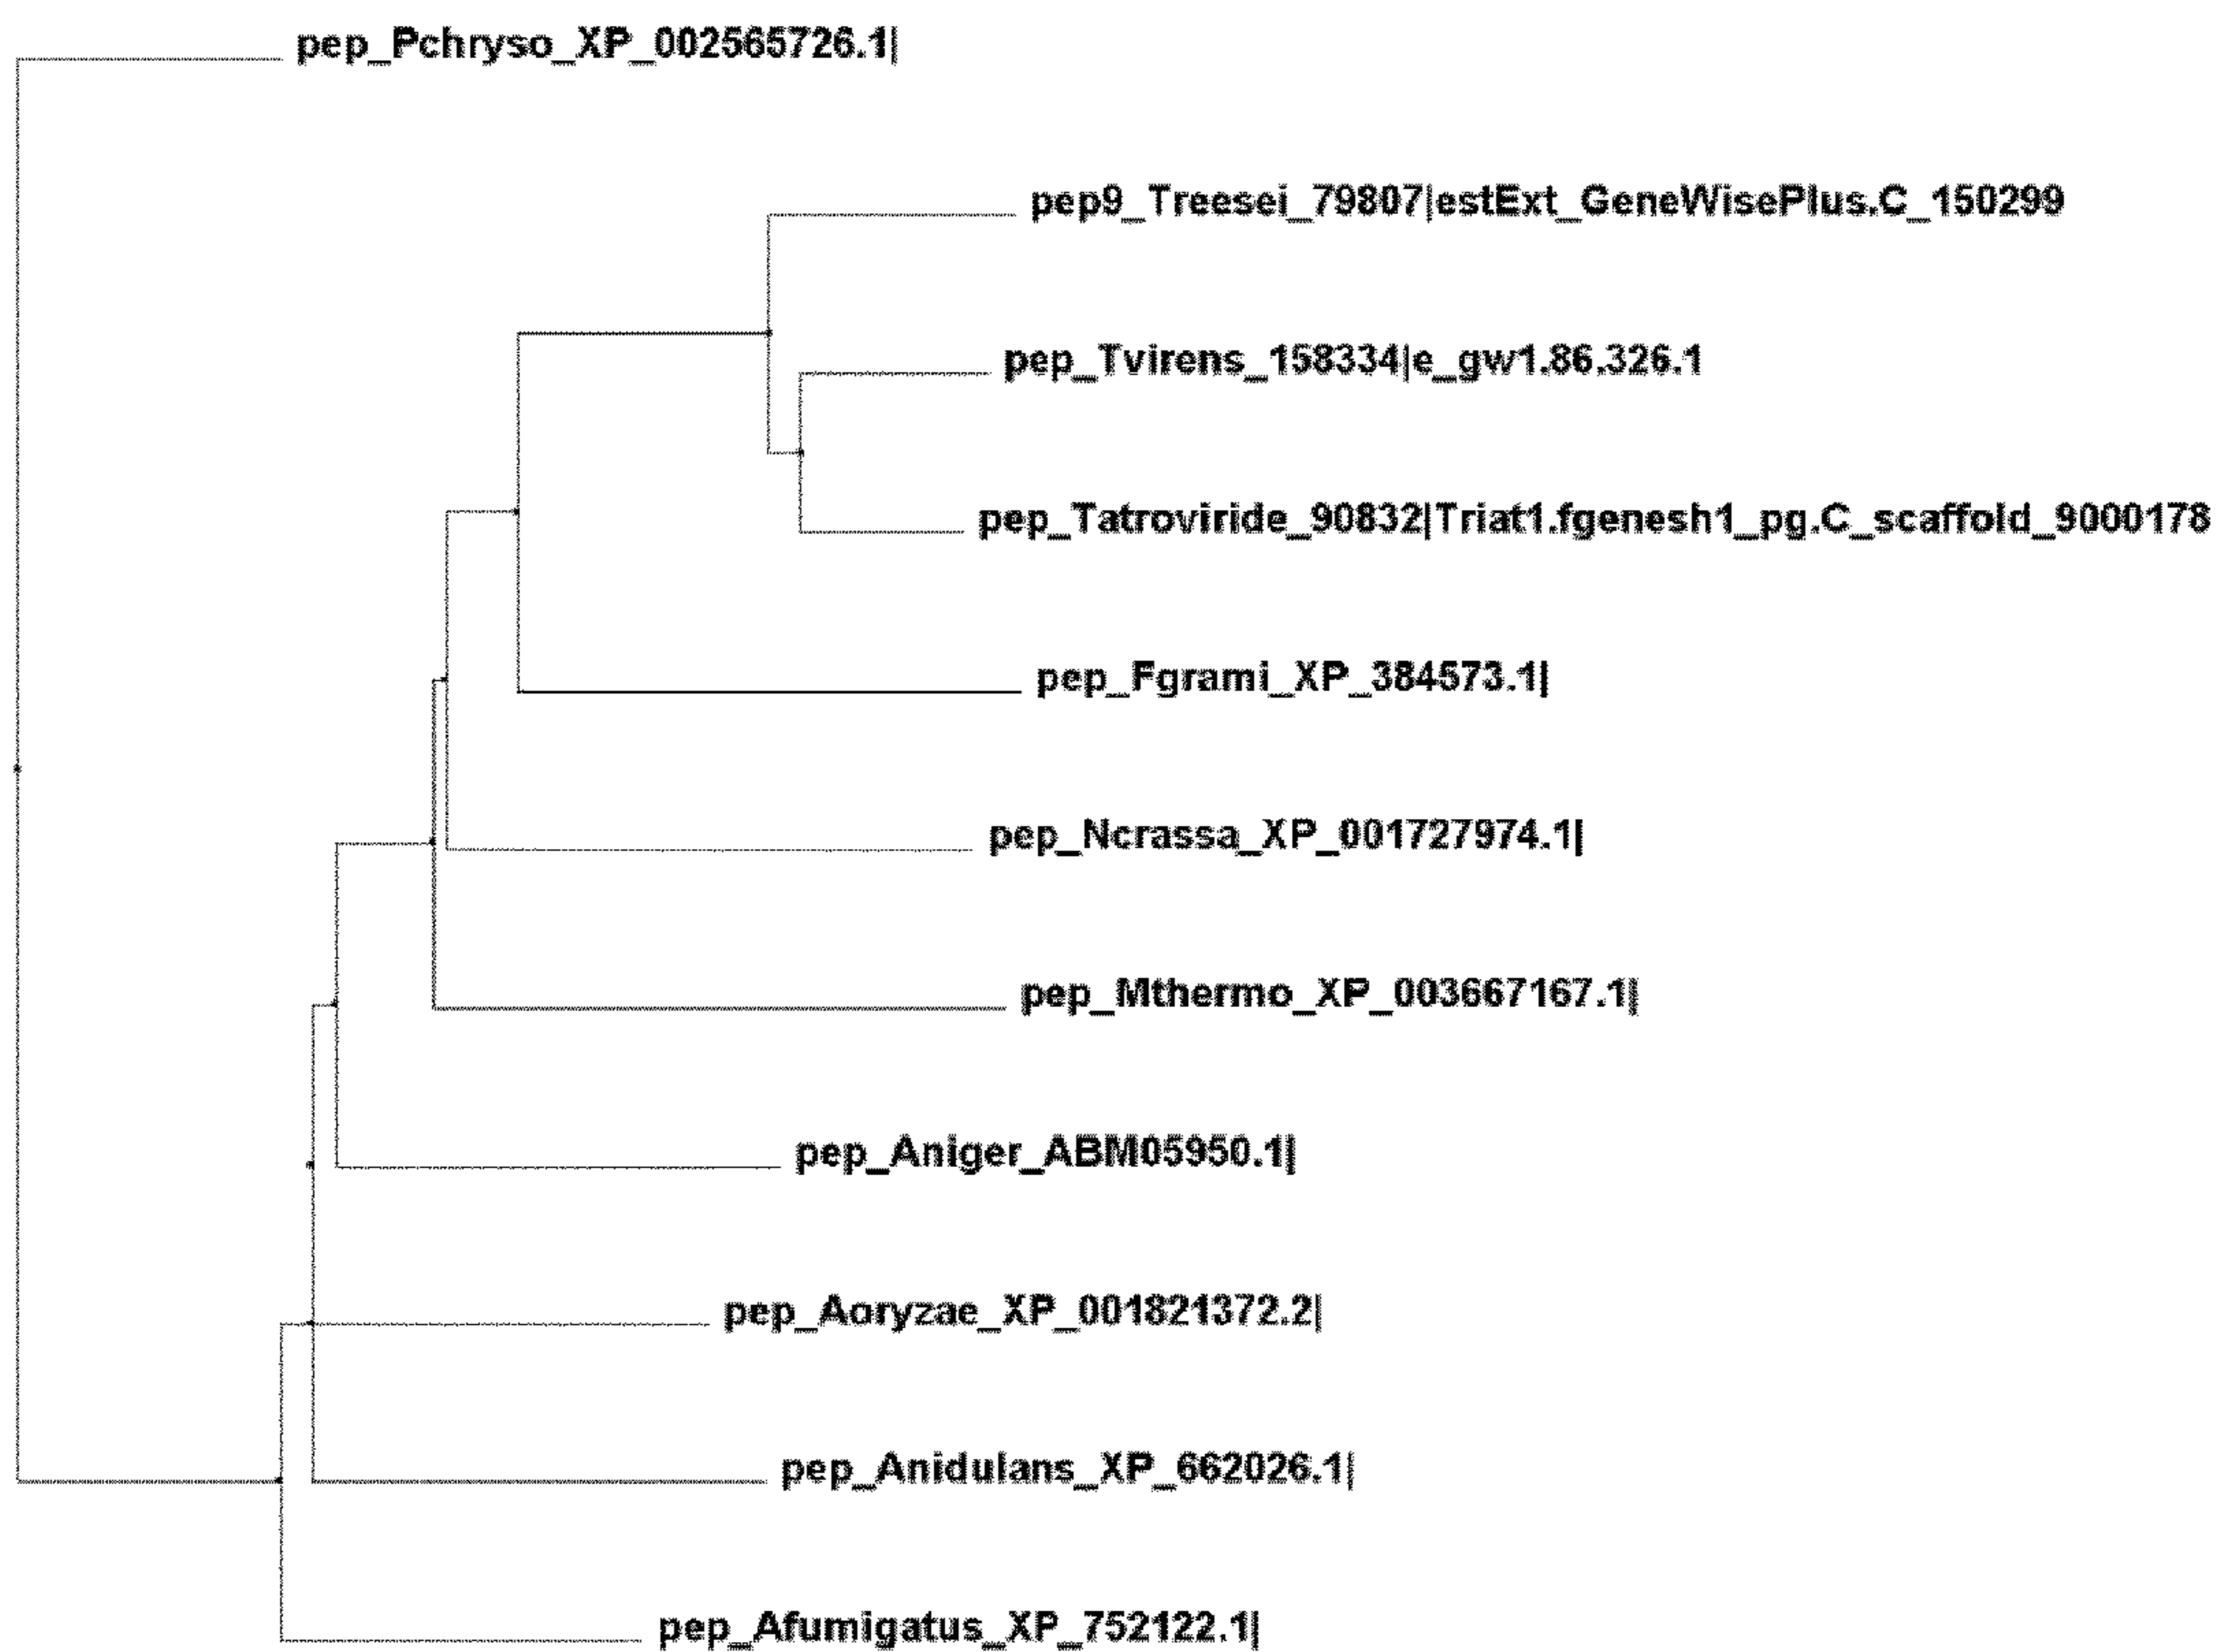 pep_Pchryso_XP_002565726.1|
pep9_Treesei_79807|estExt_GeneWisePlus.C_150299
pep_Tvirens_158334|e_gw1.86.326.1
pep_Tatroviride_90832|Triat1.fgenesh1_pg.C_scaffold_9000178
pep_Fgrami_XP_384573.1|
pep_Ncrassa_XP_001727974.1|
pep_Mthermo_XP_003667167.1|
pep_Aniger_ABM05950.1|
pep_Aoryzae_XP_001821372.2|
pep_Anidulans_XP_662026.1|
pep_Afumigatus_XP_752122.1|